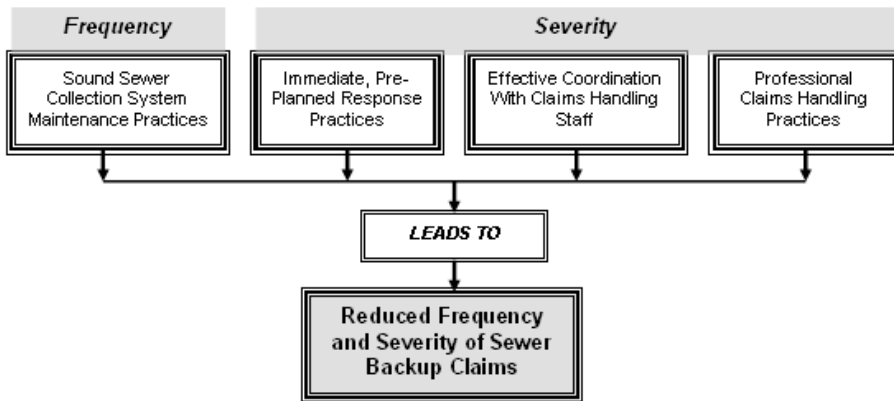 Frequency
Severity
Sound Sewer
Collection System
Maintenance Practices
Immediate, Pre-
Planned Response
Practices
Effective Coordination
With Claims Handling
Staff
Professional
Claims Handling
Practices
LEADS TO
Reduced Frequency
and Severity of Sewer
Backup Claims